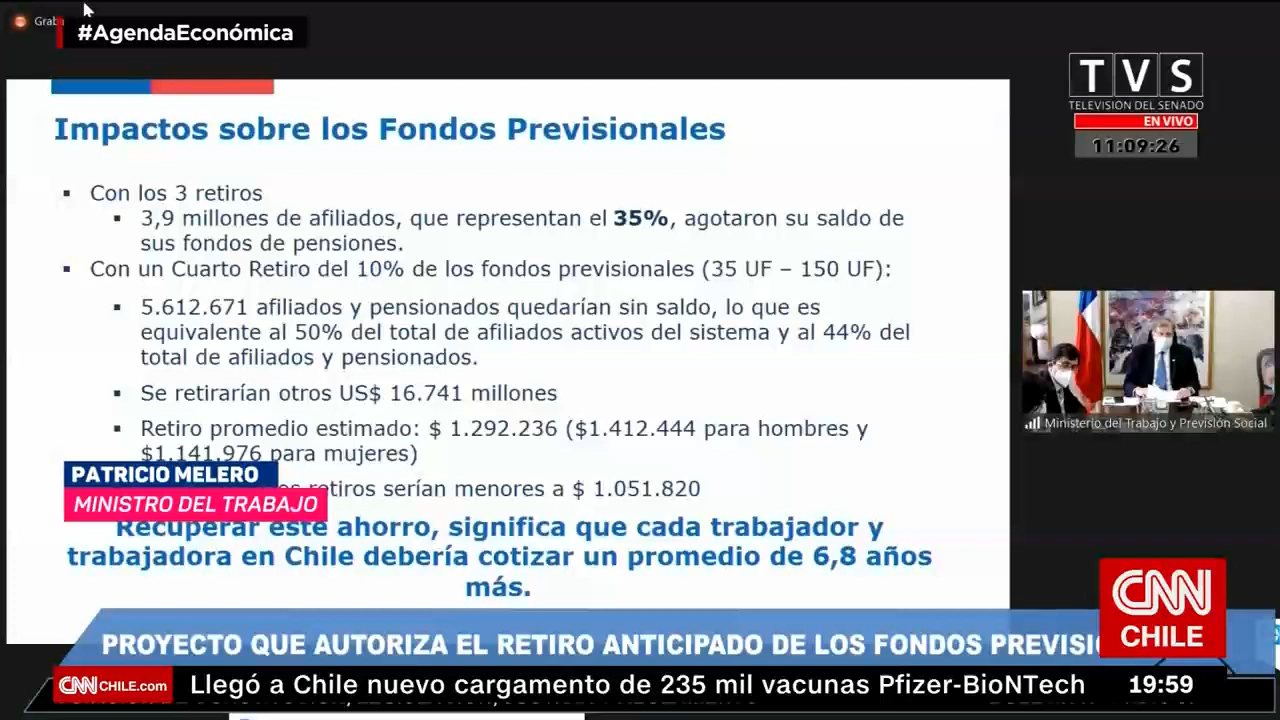 Grab
#AgendaEconómica
TVS
TELEVISIÓN DEL SENADO
EN VIVO
11:09:26
Impactos sobre los Fondos Previsionales
▪ Con los 3 retiros
▪ 3,9 millones de afiliados, que representan el 35%, agotaron su saldo de
sus fondos de pensiones.
▪ Con un Cuarto Retiro del 10% de los fondos previsionales (35 UF – 150 UF):
▪ 5.612.671 afiliados y pensionados quedarían sin saldo, lo que es
equivalente al 50% del total de afiliados activos del sistema y al 44% del
total de afiliados y pensionados.
▪ Se retirarían otros US$ 16.741 millones
▪ Retiro promedio estimado: $ 1.292.236 ($1.412.444 para hombres y
$1.141.976 para mujeres)
retiros serían menores a $ 1.051.820
Recuperar este ahorro, significa que cada trabajador y
trabajadora en Chile debería cotizar un promedio de 6,8 años
más.
Ministerio del Trabajo y Previsión Social
PATRICIO MELERO
MINISTRO DEL TRABAJO
PROYECTO QUE AUTORIZA EL RETIRO ANTICIPADO DE LOS FONDOS PREVISI
CNN
CHILE
CNNCHILE.com
Llegó a Chile nuevo cargamento de 235 mil vacunas Pfizer-BioNTech
19:59